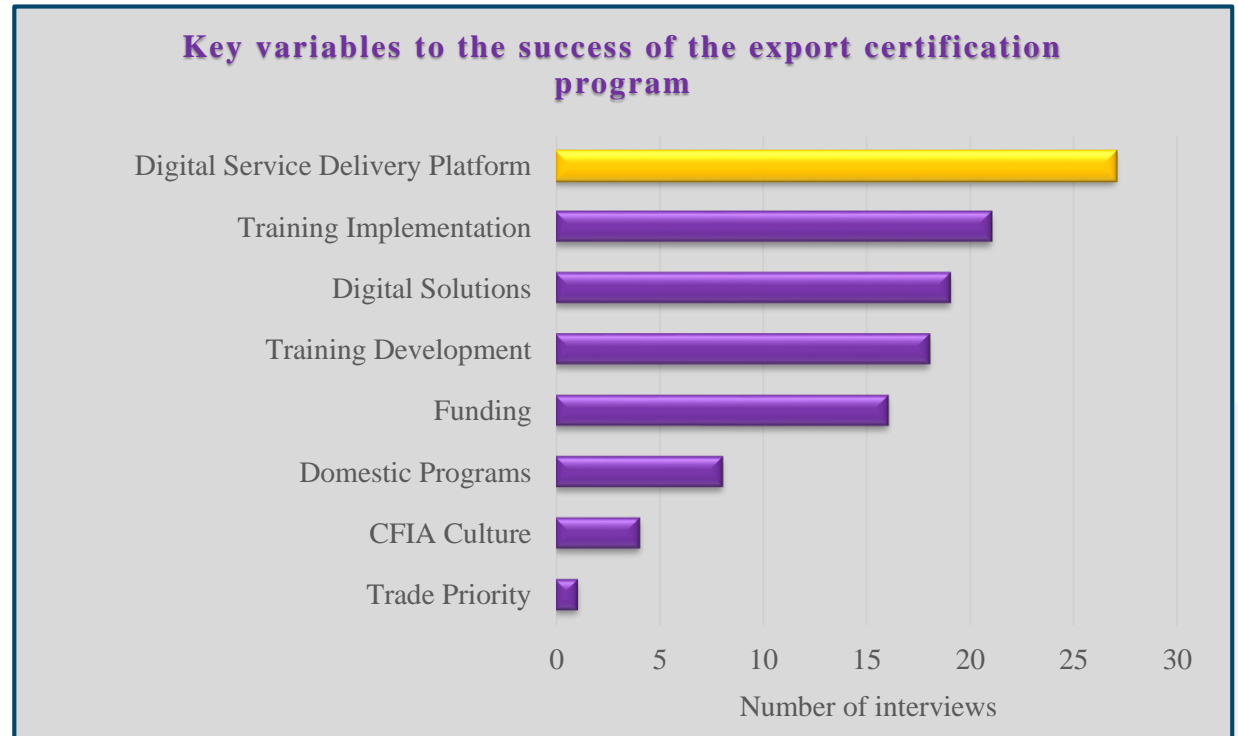 Key variables to the success of the export certification
program
Digital Service Delivery Platform
Training Implementation
Digital Solutions
Training Development
Funding
Domestic Programs
CFIA Culture
Trade Priority
0 5 10 15 20 25 30
Number of interviews